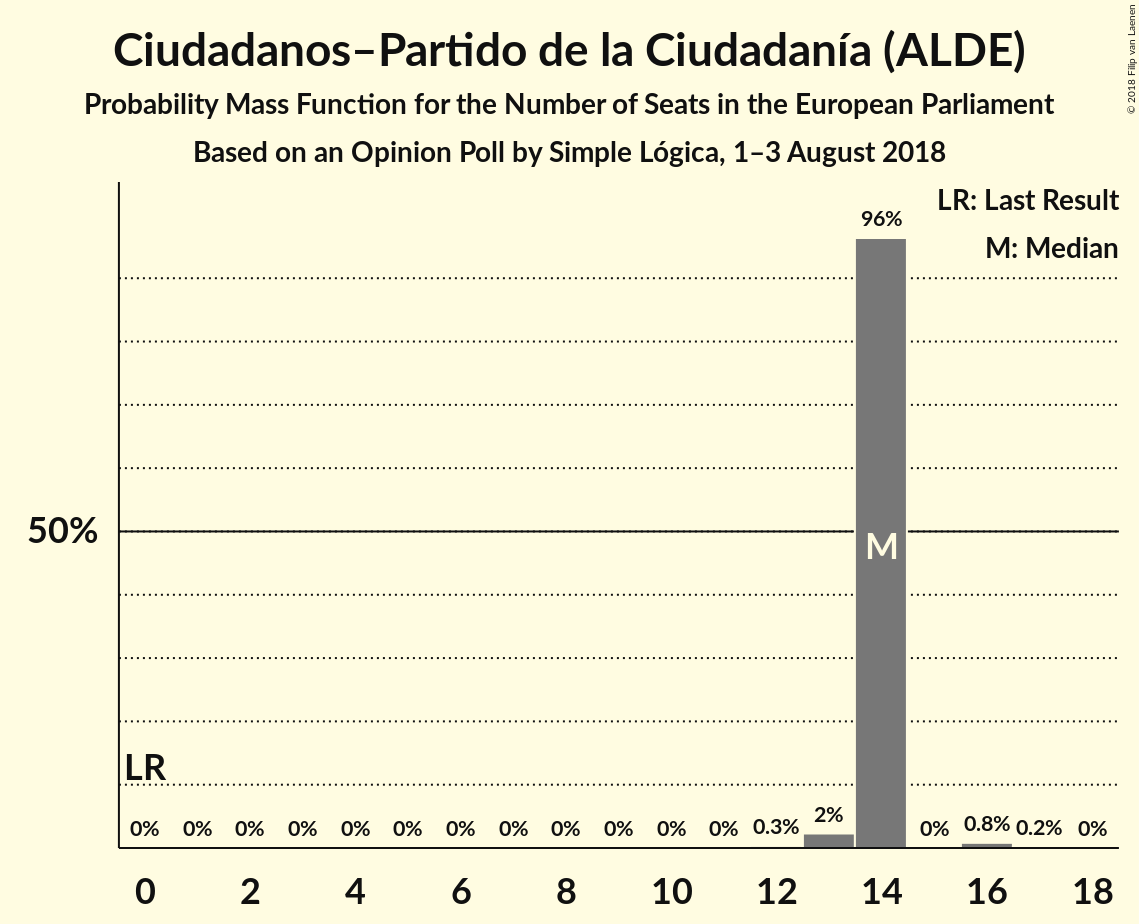 Ciudadanos–Partido de la Ciudadanía (ALDE)
Probability Mass Function for the Number of Seats in the European Parliament
Based on an Opinion Poll by Simple Lógica, 1–3 August 2018
© 2018 Filip van Laenen
LR: Last Result
M: Median
96%
50%
M
LR
0% 0% 0% 0% 0% 0% 0% 0% 0% 0% 0% 0% 0.3% 2% 0% 0.8% 0.2% 0%
0 2 4 6 8 10 12 14 16 18